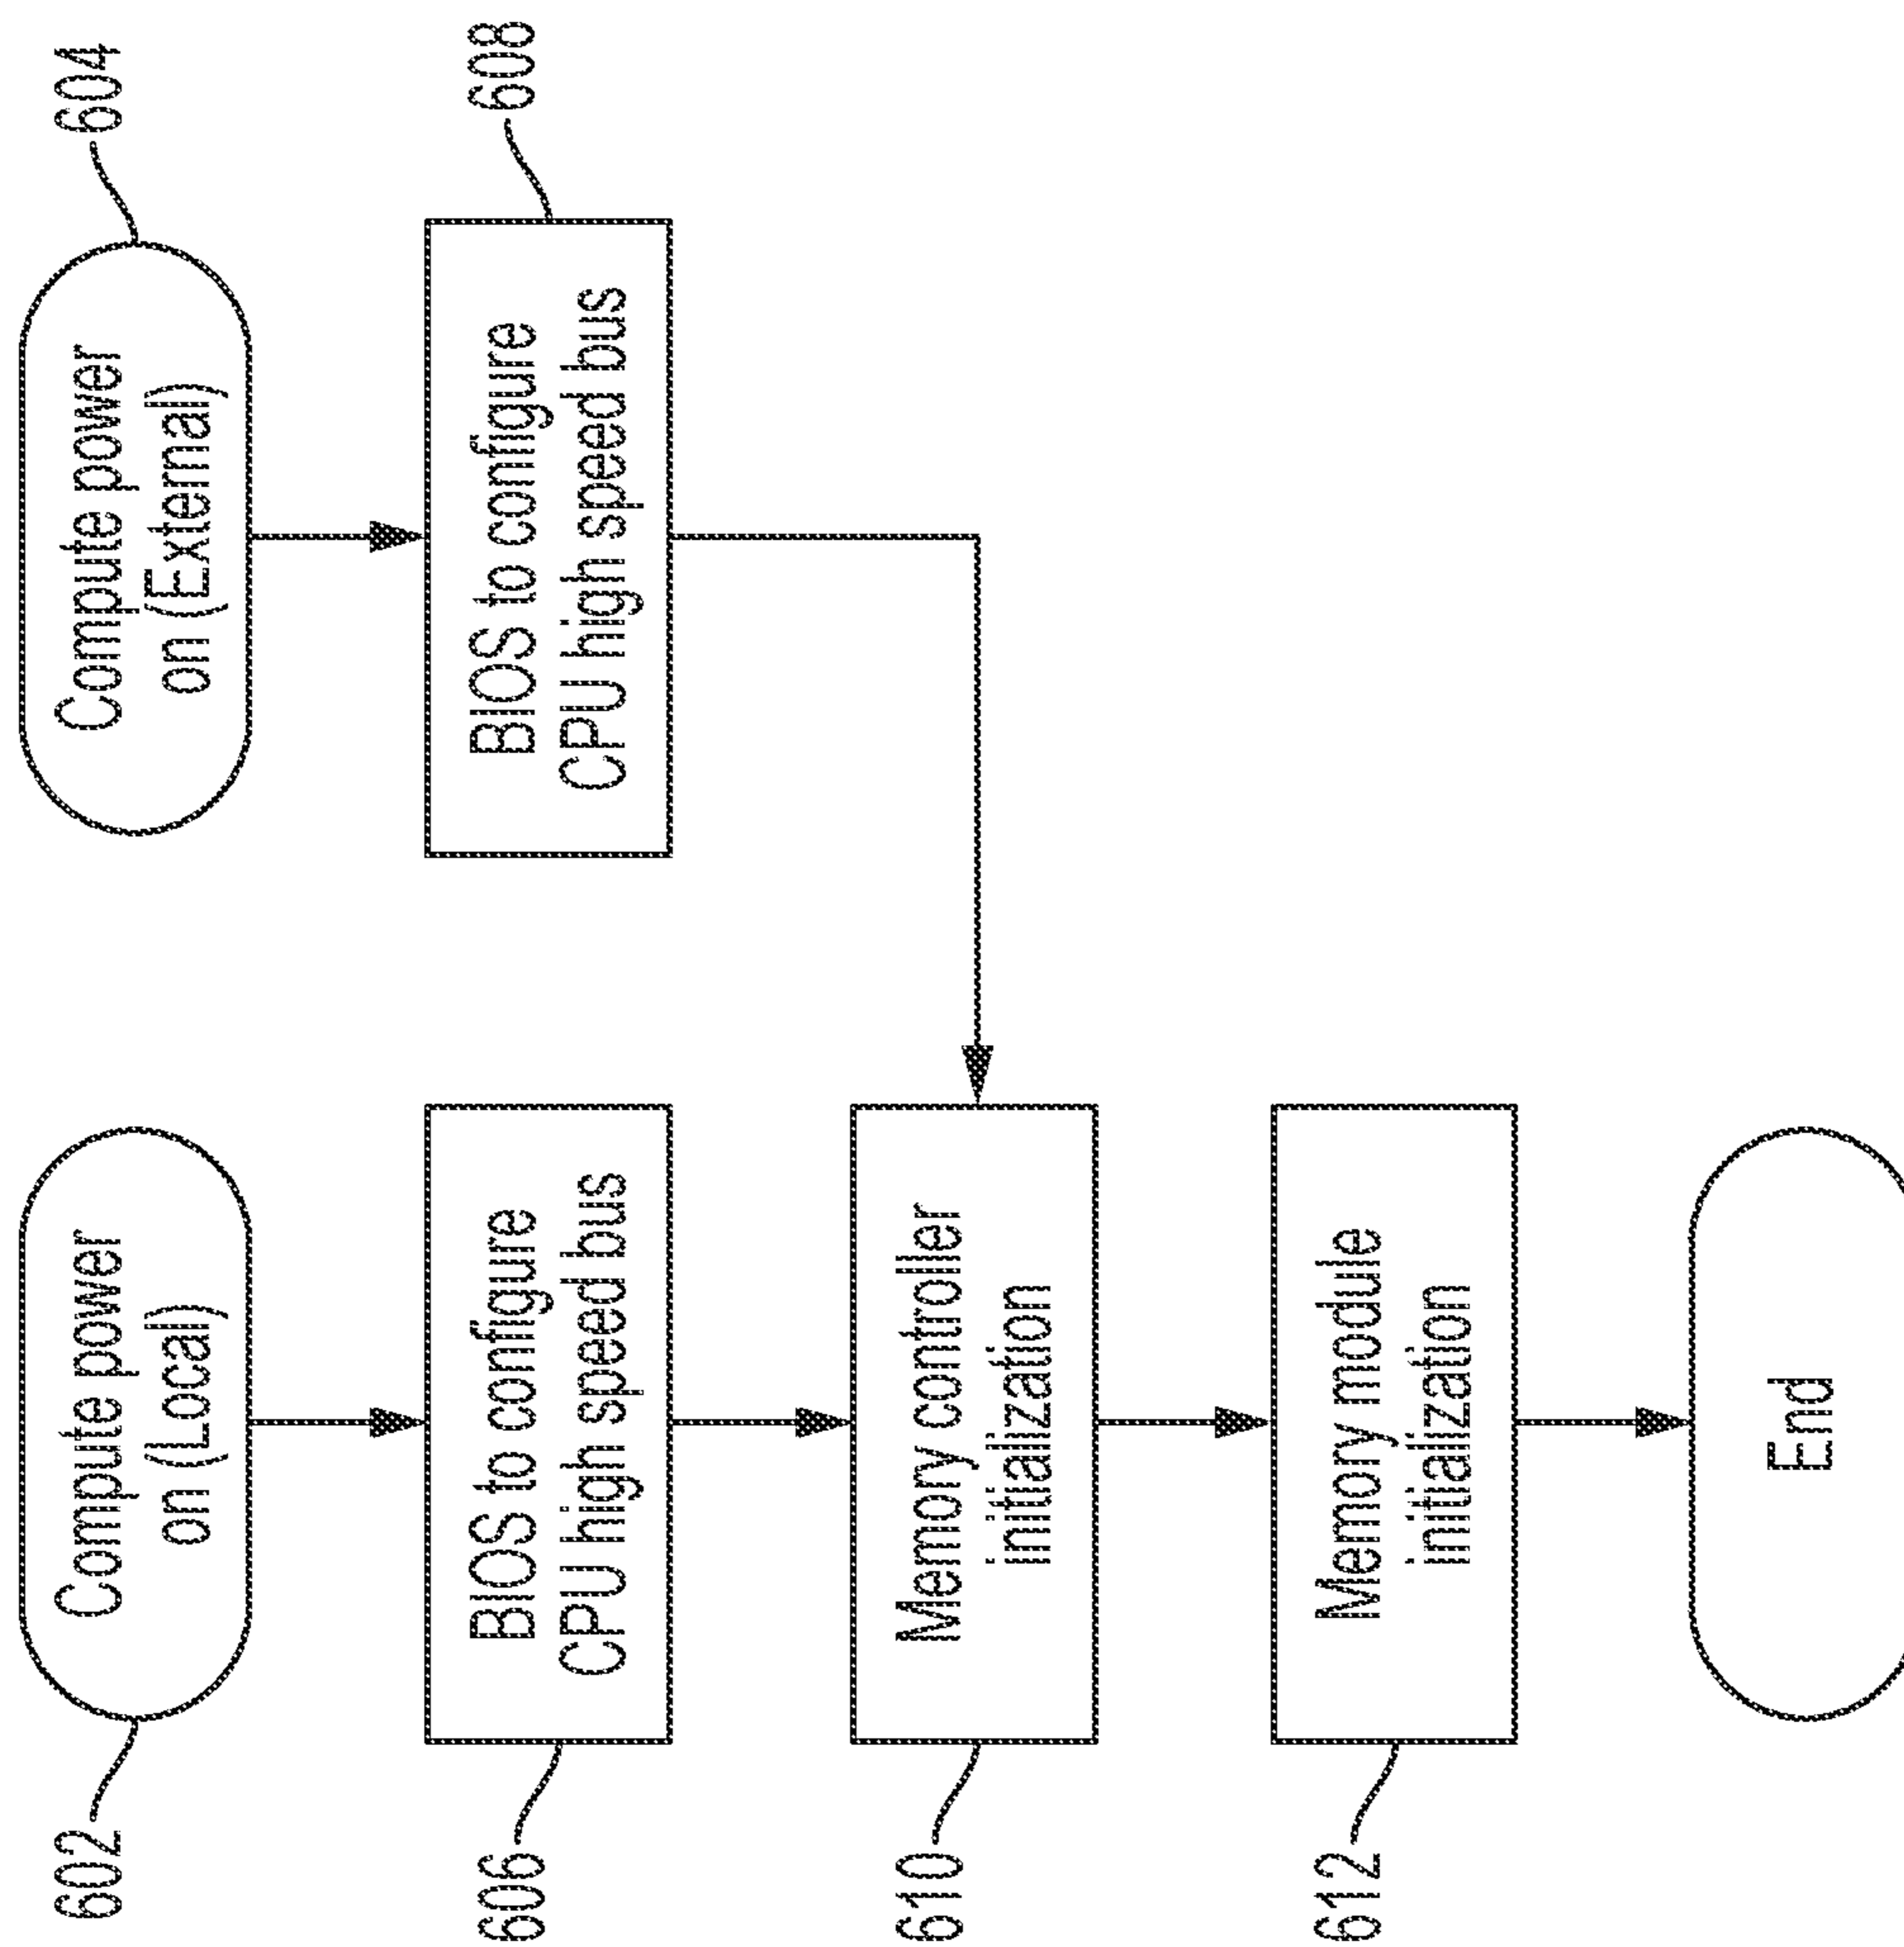 602
Compute power
on (Local)
604
Compute power
on (External)
606
BIOS to configure
CPU high speed bus
608
BIOS to configure
CPU high speed bus
610
Memory controller
initialization
612
Memory module
initialization
End